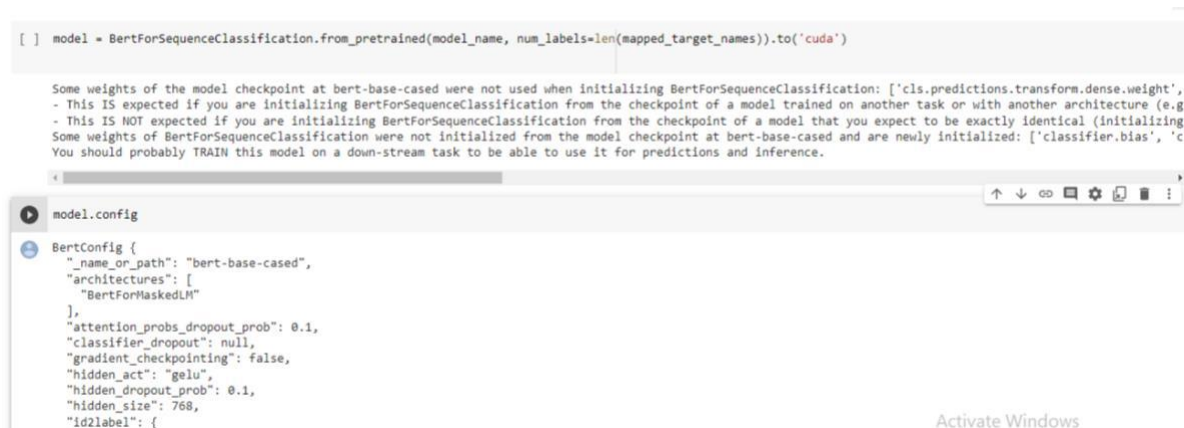 [ ] model = BertForSequenceClassification.from_pretrained(model_name, num_labels=len(mapped_target_names)).to('cuda')
Some weights of the model checkpoint at bert-base-cased were not used when initializing BertForSequenceClassification: ['cls.predictions.transform.dense.weight',
- This IS expected if you are initializing BertForSequenceClassification from the checkpoint of a model trained on another task or with another architecture (e.g
- This IS NOT expected if you are initializing BertForSequenceClassification from the checkpoint of a model that you expect to be exactly identical (initializing
Some weights of BertForSequenceClassification were not initialized from the model checkpoint at bert-base-cased and are newly initialized: ['classifier.bias', 'c
You should probably TRAIN this model on a down-stream task to be able to use it for predictions and inference.
model.config
BertConfig {
"_name_or_path": "bert-base-cased",
"architectures": [
"BertForMaskedLM"
],
"attention_probs_dropout_prob": 0.1,
"classifier_dropout": null,
"gradient_checkpointing": false,
"hidden_act": "gelu",
"hidden_dropout_prob": 0.1,
"hidden_size": 768,
"id2label": {
Activate Windows